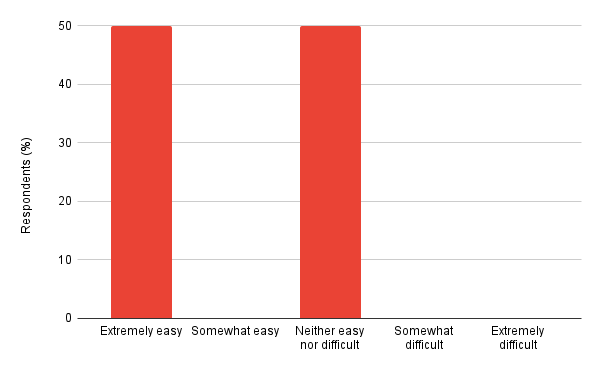 50
40
30
20
10
0
Respondents (%)
Extremely easy
Somewhat easy
Neither easy
nor difficult
Somewhat
difficult
Extremely
difficult